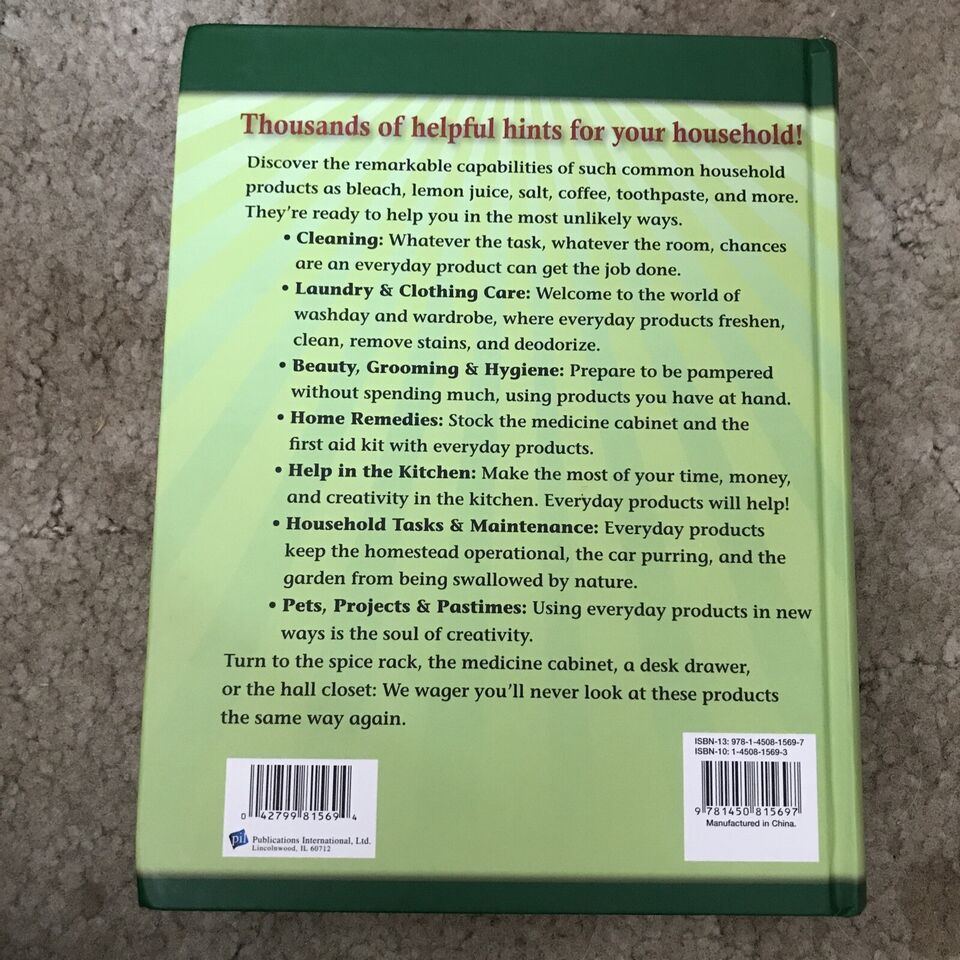 Thousands of helpful hints for your household!
Discover the remarkable capabilities of such common household
products as bleach, lemon juice, salt, coffee, toothpaste, and more.
They're ready to help you in the most unlikely ways.
• Cleaning: Whatever the task, whatever the room, chances
are an everyday product can get the job done.
• Laundry & Clothing Care: Welcome to the world of
washday and wardrobe, where everyday products freshen,
clean, remove stains, and deodorize.
• Beauty, Grooming & Hygiene: Prepare to be pampered
without spending much, using products you have at hand.
• Home Remedies: Stock the medicine cabinet and the
first aid kit with everyday products.
• Help in the Kitchen: Make the most of your time, money,
and creativity in the kitchen. Everyday products will help!
• Household Tasks & Maintenance: Everyday products
keep the homestead operational, the car purring, and the
garden from being swallowed by nature.
• Pets, Projects & Pastimes: Using everyday products in new
ways is the soul of creativity.
Turn to the spice rack, the medicine cabinet, a desk drawer,
or the hall closet: We wager you'll never look at these products
the same way again.
0 42799 81569 4
pil Publications International, Ltd.
Lincolnwood, IL 60712
ISBN-13: 978-1-4508-1569-7
ISBN-10: 1-4508-1569-3
9 781450 815697
Manufactured in China.